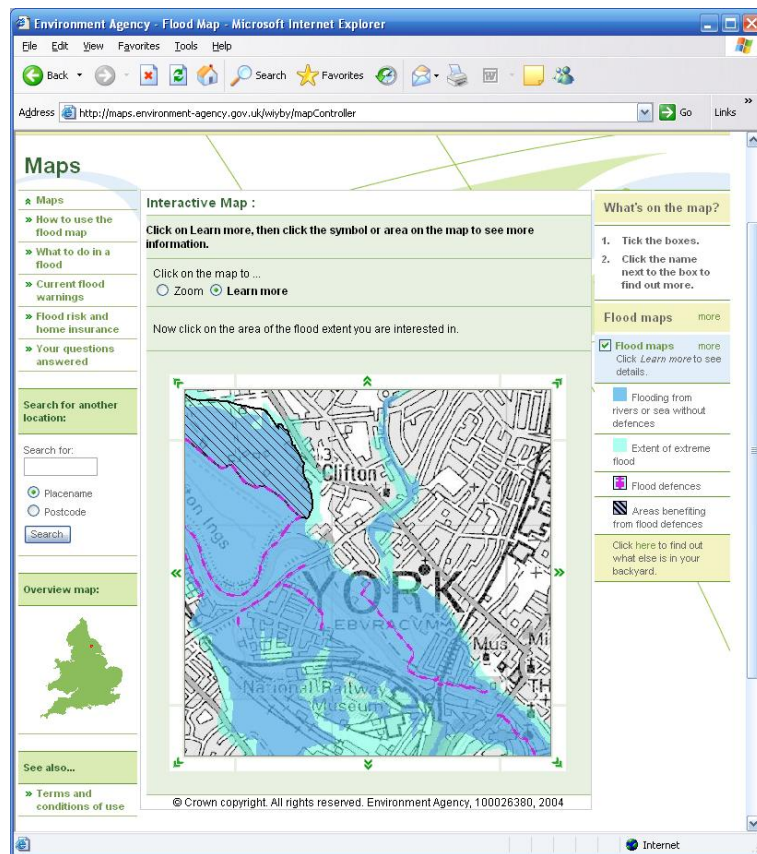 Environment Agency - Flood Map - Microsoft Internet Explorer
File Edit View Favorites Tools Help
Back Search Favorites
Address http://maps.environment-agency.gov.uk/wiyby/mapController Go Links »
Maps
Maps
» How to use the
flood map
» What to do in a
flood
» Current flood
warnings
» Flood risk and
home insurance
» Your questions
answered
Search for another
location:
Search for:
Placename
Postcode
Search
Overview map:
See also...
» Terms and
conditions of use
Interactive Map :
Click on Learn more, then click the symbol or area on the map to see more
information.
Click on the map to ...
Zoom Learn more
Now click on the area of the flood extent you are interested in.
Clifton
Ings
YORK
EBVRACVM
Mus
Mi
TH
National Railway
Museum
© Crown copyright. All rights reserved. Environment Agency, 100026380, 2004
What's on the map?
1. Tick the boxes.
2. Click the name
next to the box to
find out more.
Flood maps more
Flood maps more
Click Learn more to see
details.
Flooding from
rivers or sea without
defences
Extent of extreme
flood
Flood defences
Areas benefiting
from flood defences
Click here to find out
what else is in your
backyard.
Internet